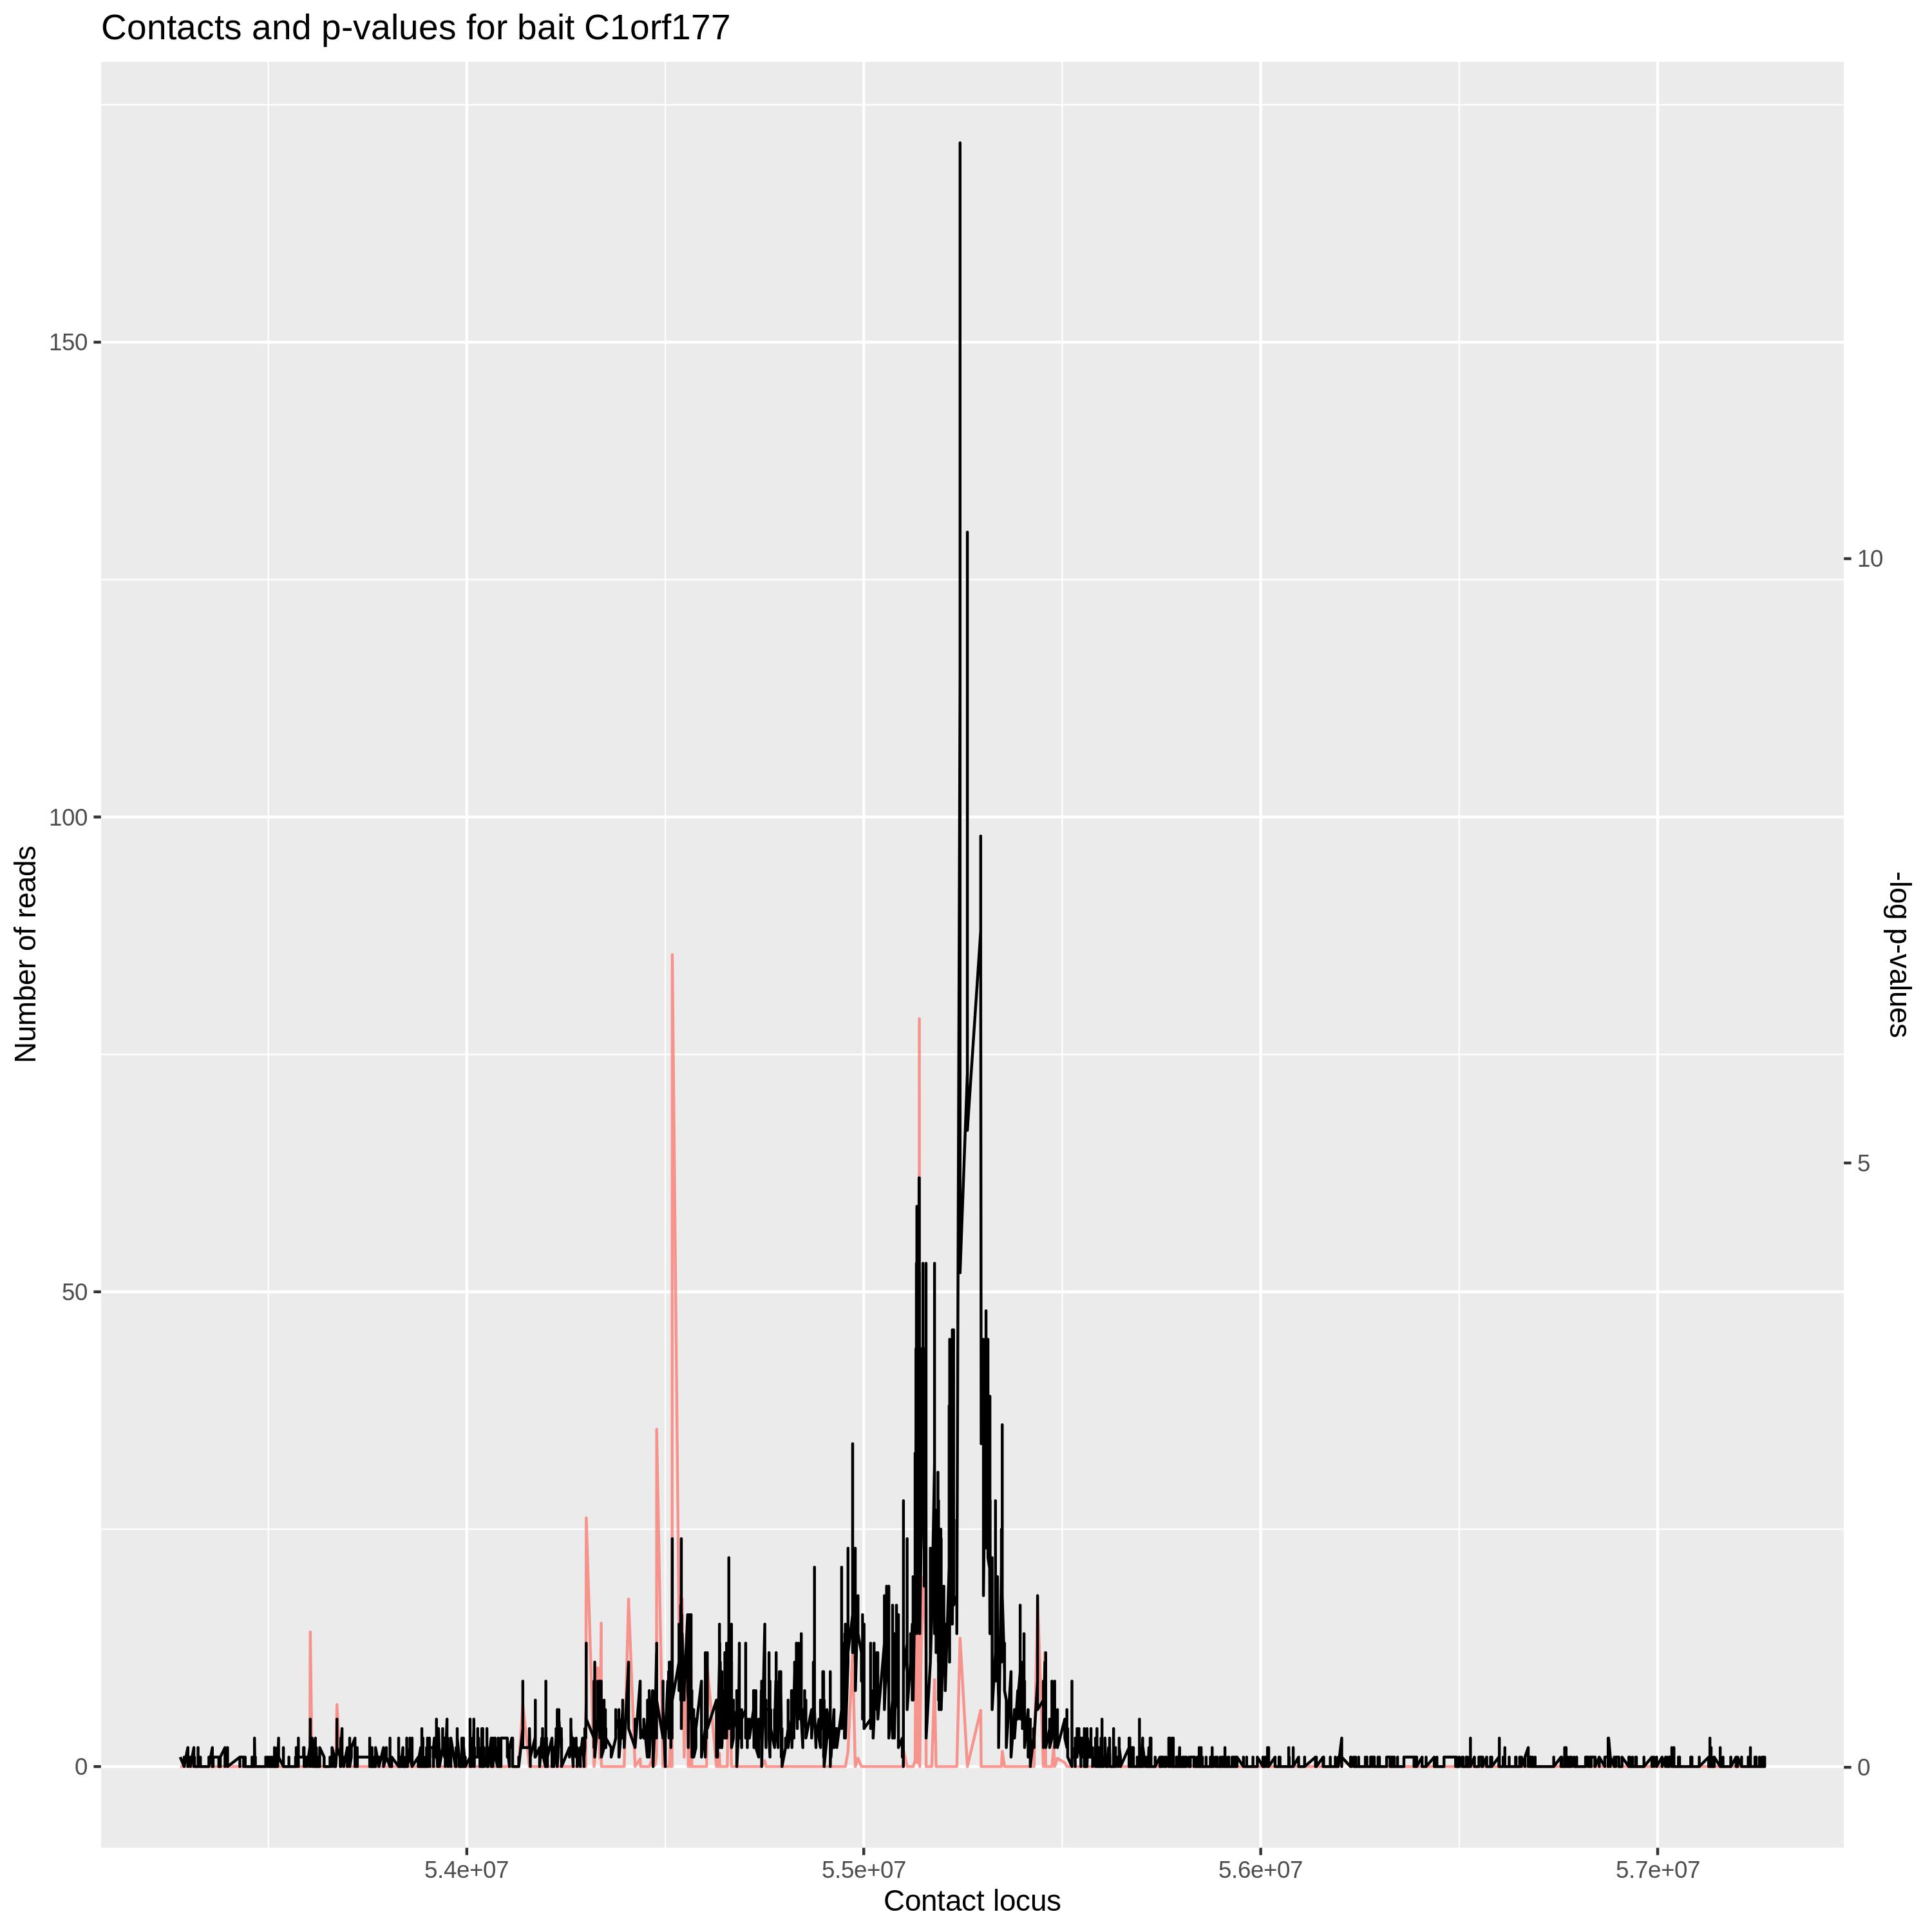 Contacts and p-values for bait C1orf177
150
100
50
0
Number of reads
10
5
0
-log p-values
5.4e+07
5.5e+07
5.6e+07
5.7e+07
Contact locus